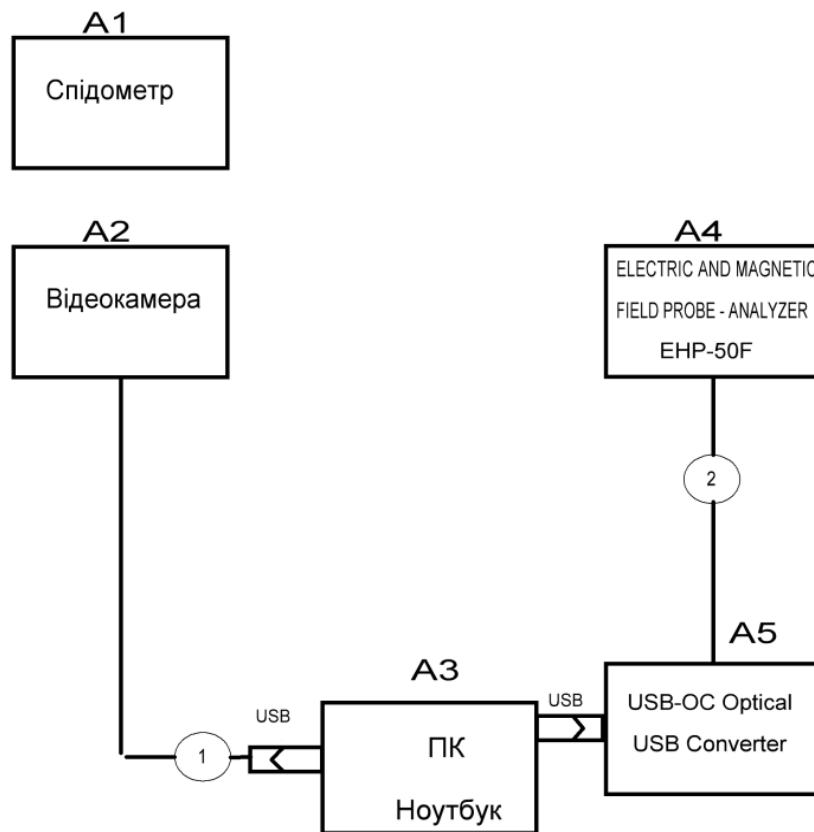 A1
Спідометр
A2
Відеокамера
A4
ELECTRIC AND MAGNETIC
FIELD PROBE - ANALYZER
EHP-50F
2
A5
USB-OC Optical
USB Converter
A3
USB
USB
1
ПК
Ноутбук